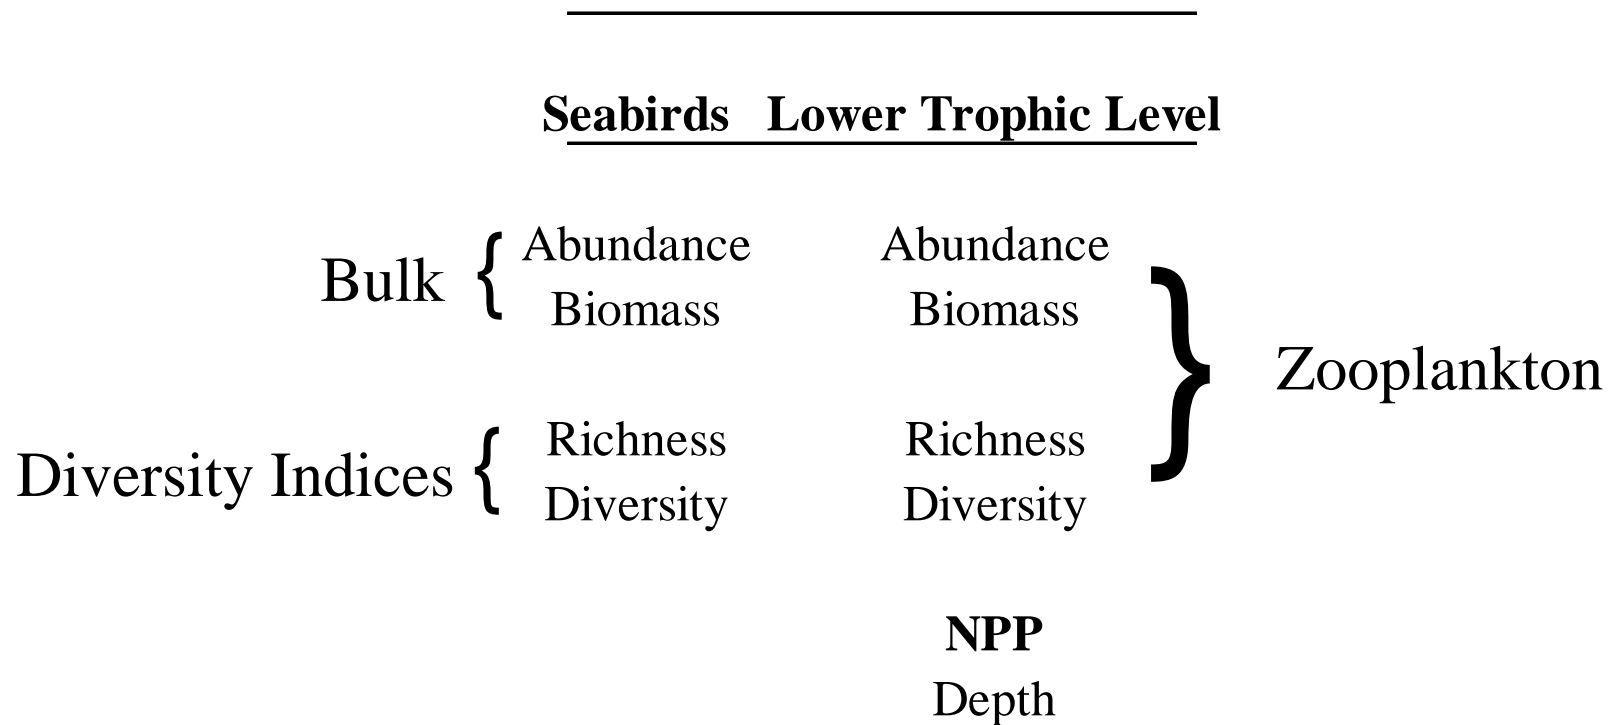 Seabirds Lower Trophic Level
Bulk { Abundance Abundance
Biomass Biomass
} Zooplankton
Diversity Indices { Richness Richness
Diversity Diversity
NPP
Depth